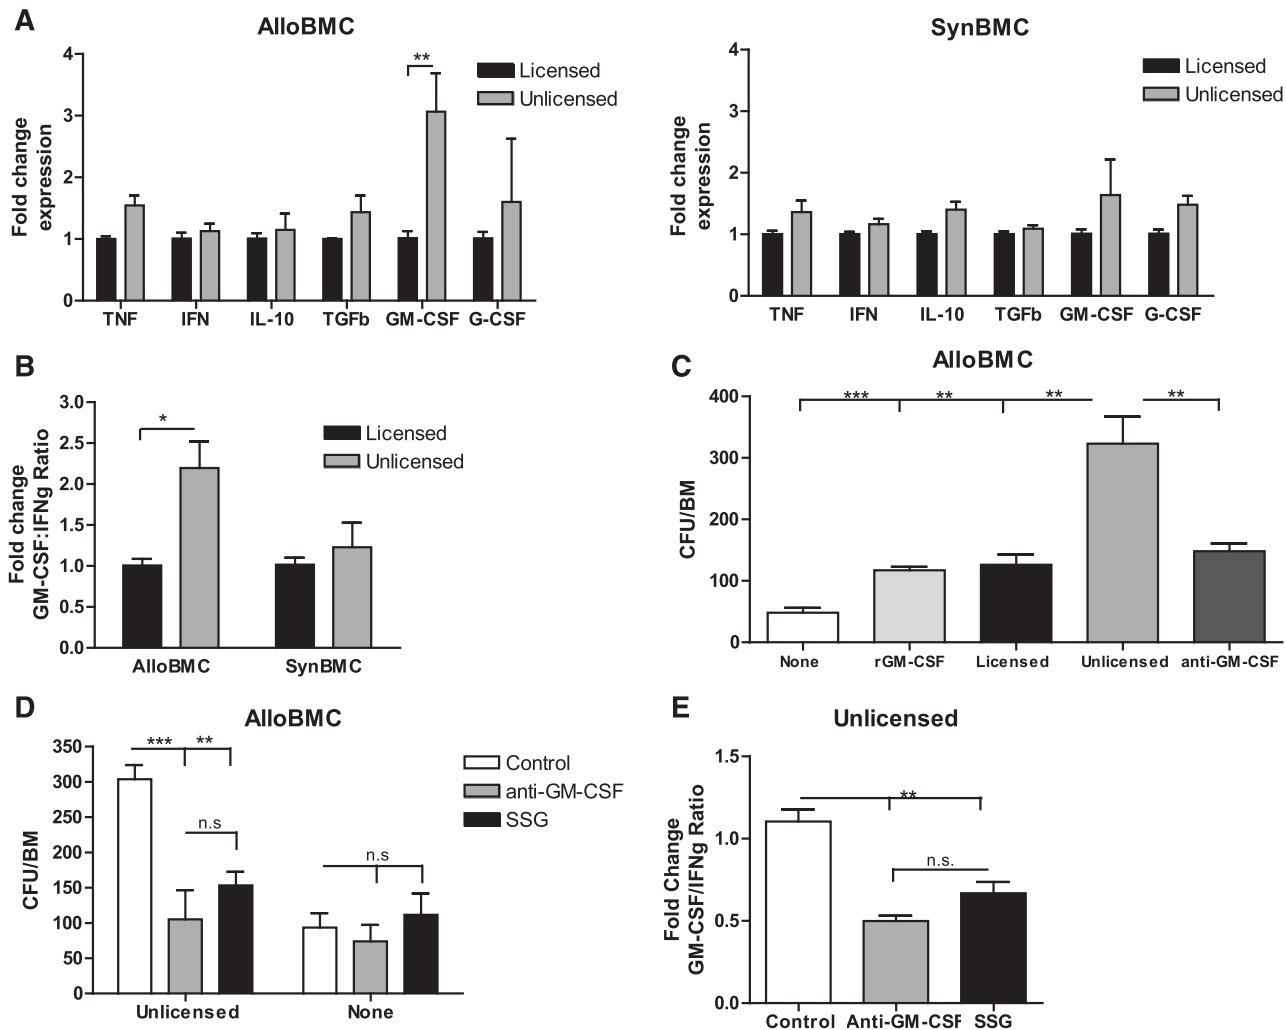 A
AlloBMC
Fold change
expression
4
3
2
1
0
**
Licensed
Unlicensed
TNF IFN IL-10 TGFb GM-CSF G-CSF
SynBMC
Fold change
expression
4
3
2
1
0
Licensed
Unlicensed
TNF IFN IL-10 TGFb GM-CSF G-CSF
B
Fold change
GM-CSF:IFNg Ratio
3.0
2.5
2.0
1.5
1.0
0.5
0.0
*
Licensed
Unlicensed
AlloBMC SynBMC
C
AlloBMC
CFU/BM
400
300
200
100
0
*** ** ** **
None rGM-CSF Licensed Unlicensed anti-GM-CSF
D
AlloBMC
CFU/BM
350
300
250
200
150
100
50
0
*** **
n.s
n.s
Control
anti-GM-CSF
SSG
Unlicensed None
E
Unlicensed
Fold Change
GM-CSF/IFNg Ratio
1.5
1.0
0.5
0.0
**
n.s.
Control Anti-GM-CSF SSG